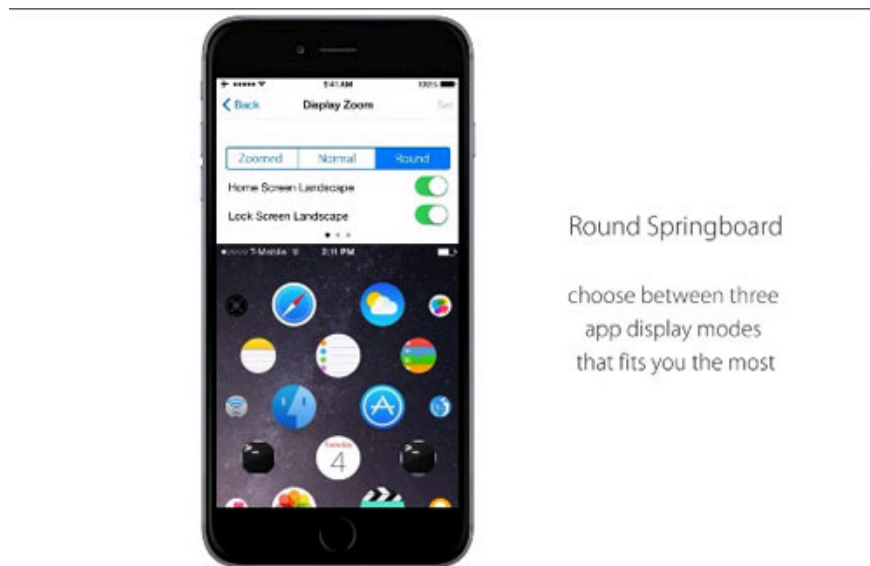 9:41 AM 100%
Back Display Zoom Set
Zoomed Normal Round
Home Screen Landscape
Lock Screen Landscape
T-Mobile 2:11 PM
Tuesday
4
Round Springboard
choose between three
app display modes
that fits you the most